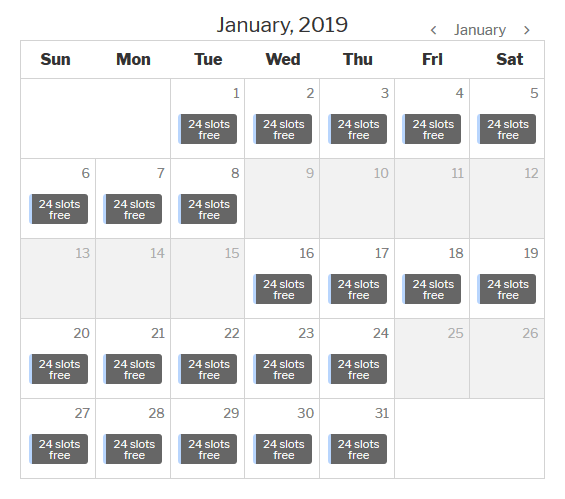 January, 2019
< January >
Sun Mon Tue Wed Thu Fri Sat
1 2 3 4 5
24 slots free 24 slots free 24 slots free 24 slots free 24 slots free
6 7 8 9 10 11 12
24 slots free 24 slots free 24 slots free
13 14 15 16 17 18 19
24 slots free 24 slots free 24 slots free 24 slots free
20 21 22 23 24 25 26
24 slots free 24 slots free 24 slots free 24 slots free 24 slots free
27 28 29 30 31
24 slots free 24 slots free 24 slots free 24 slots free 24 slots free